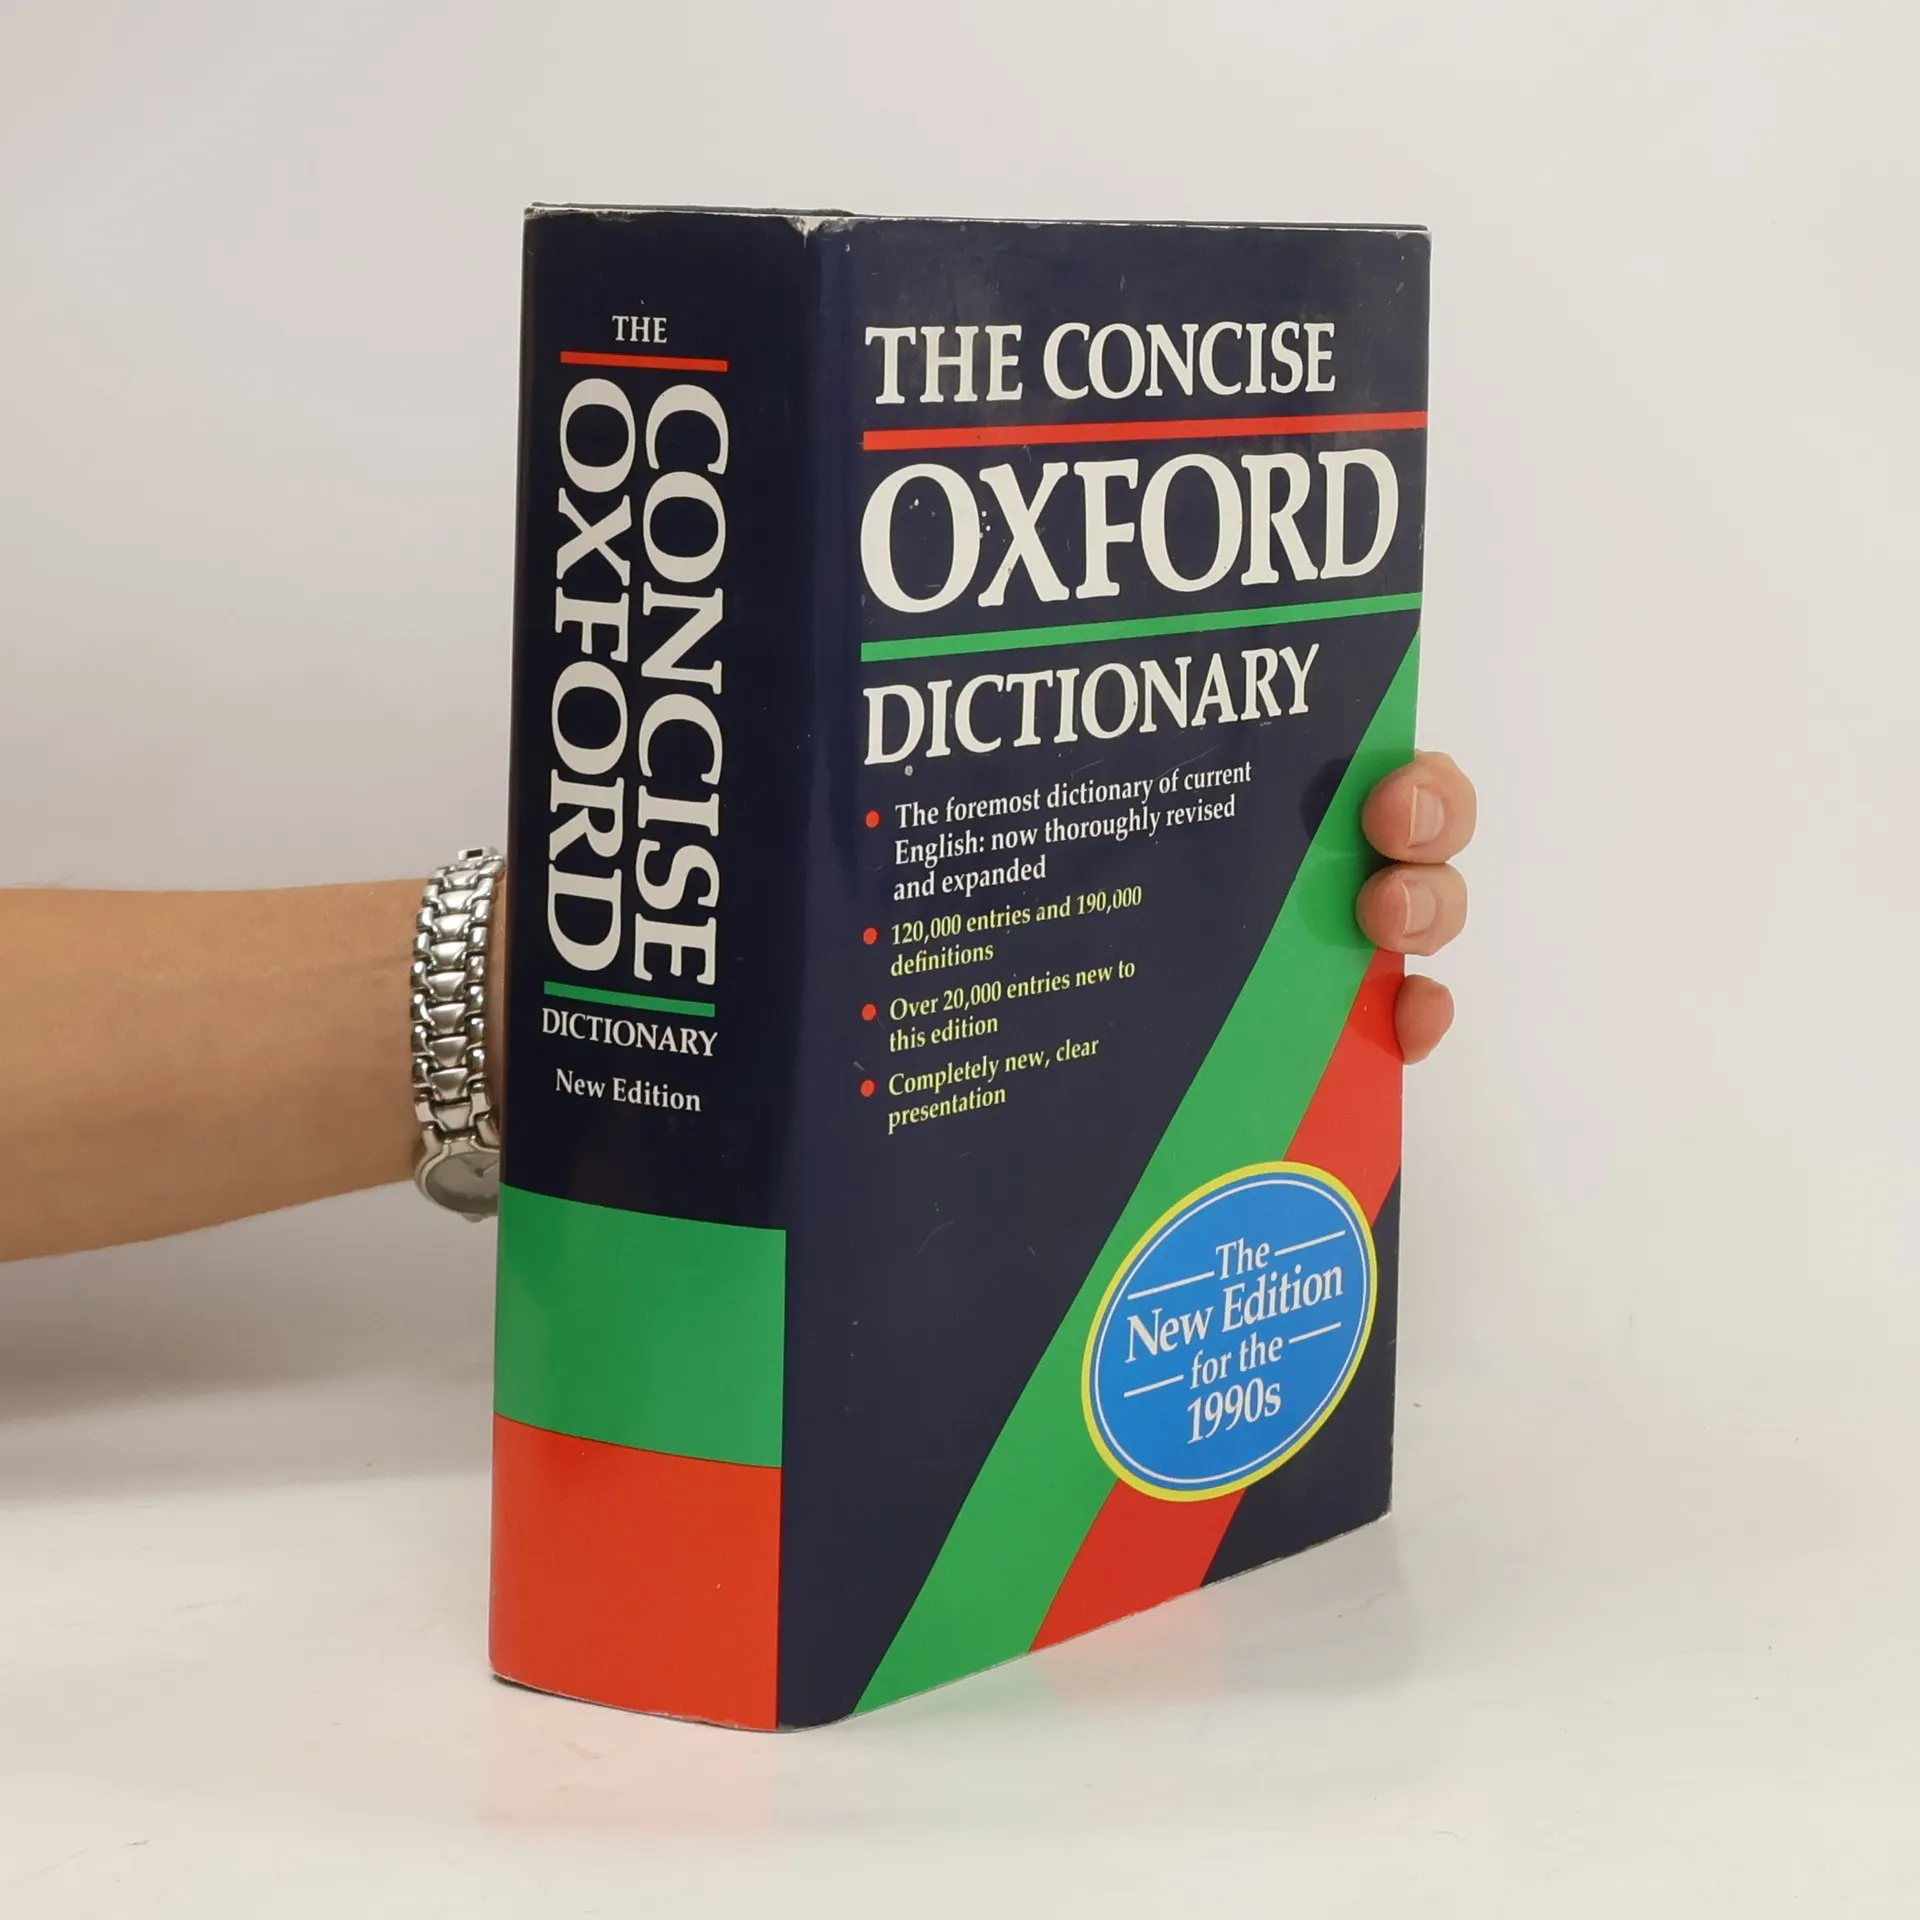 THE
CONCISE
OXFORD
DICTIONARY
New Edition
THE CONCISE
OXFORD
DICTIONARY
The foremost dictionary of current
English: now thoroughly revised
and expanded
120,000 entries and 190,000
definitions
Over 20,000 entries new to
this edition
Completely new, clear
presentation
The
New Edition
for the
1990s